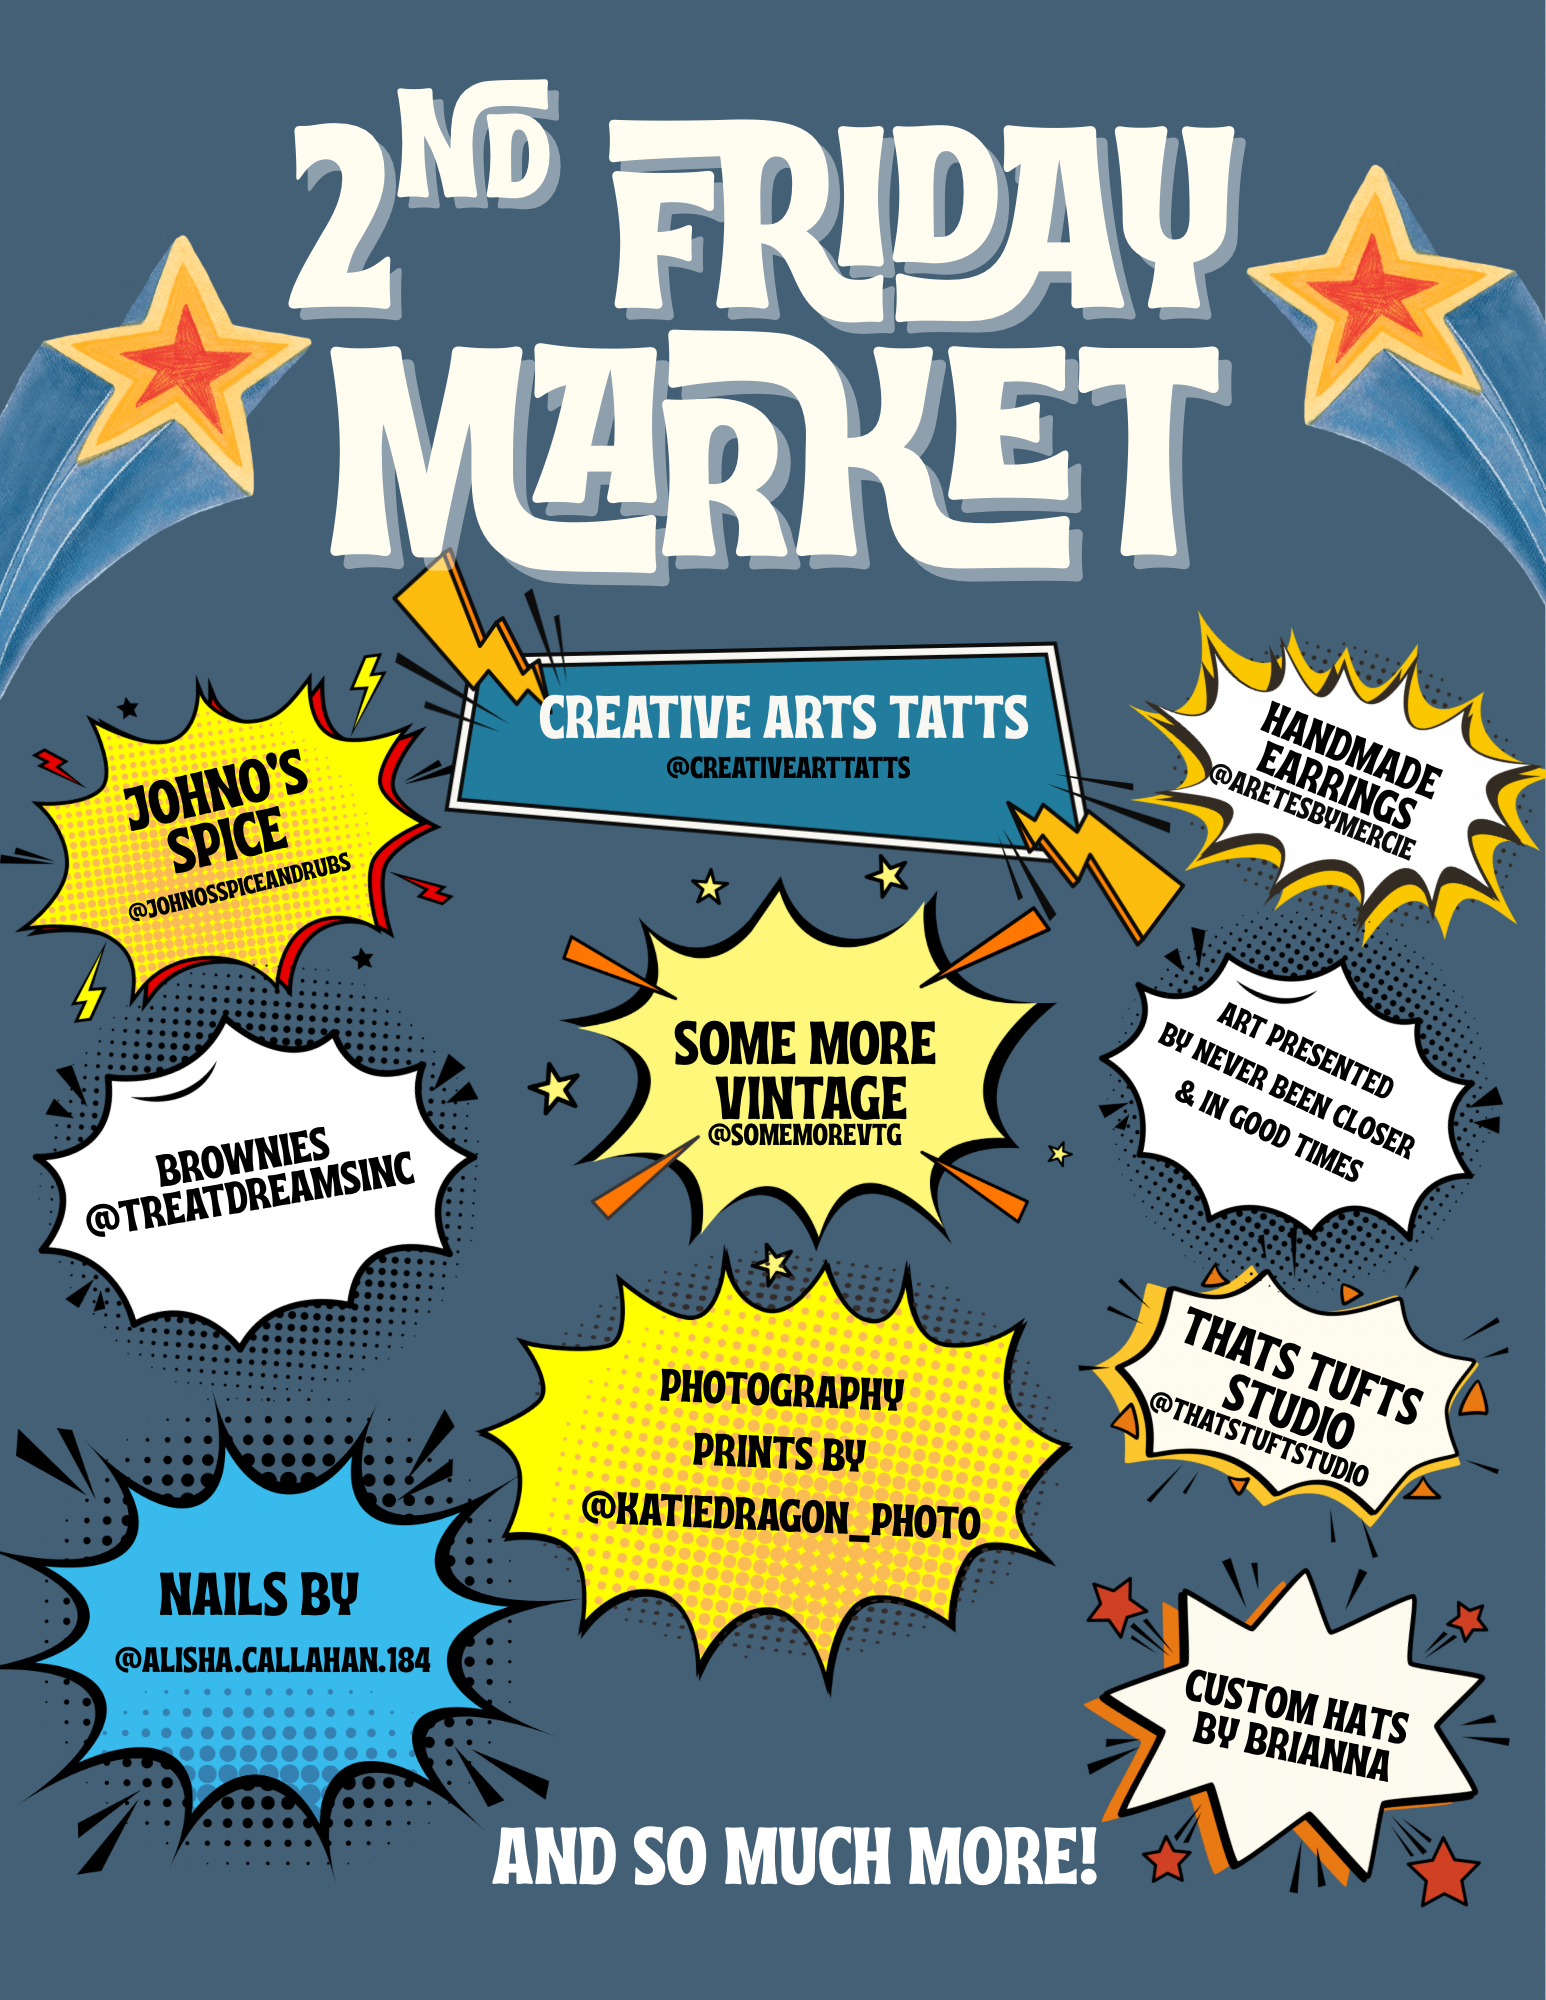 2ND FRIDAY
MARKET
CREATIVE ARTS TATTS
@CREATIVEARTTATTS
JOHNO'S
SPICE
@JOHNOSSPICEANDRUBS
HANDMADE
EARRINGS
@ARETESBYMERCIE
SOME MORE
VINTAGE
@SOMEMOREVTG
ART PRESENTED
BY NEVER BEEN CLOSER
& IN GOOD TIMES
BROWNIES
@TREATDREAMSINC
PHOTOGRAPHY
PRINTS BY
@KATIEDRAGON_PHOTO
THATS TUFTS
STUDIO
@THATSTUFTSTUDIO
NAILS BY
@ALISHA.CALLAHAN.184
CUSTOM HATS
BY BRIANNA
AND SO MUCH MORE!